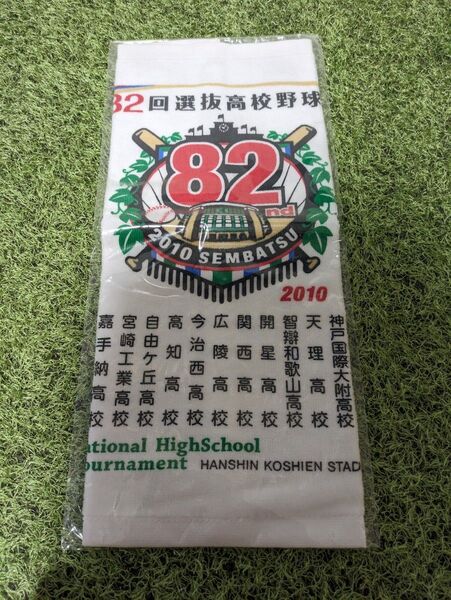 82回選抜高校野球
82
nd
2010 SEMBATSU
2010
神戸国際大附高校
天理高校
智辯和歌山高校
開星高校
関西高校
広陵高校
今治西高校
高知高校
自由ケ丘高校
宮崎工業高校
嘉手納高校
ational HighSchool
ournament HANSHIN KOSHIEN STAD